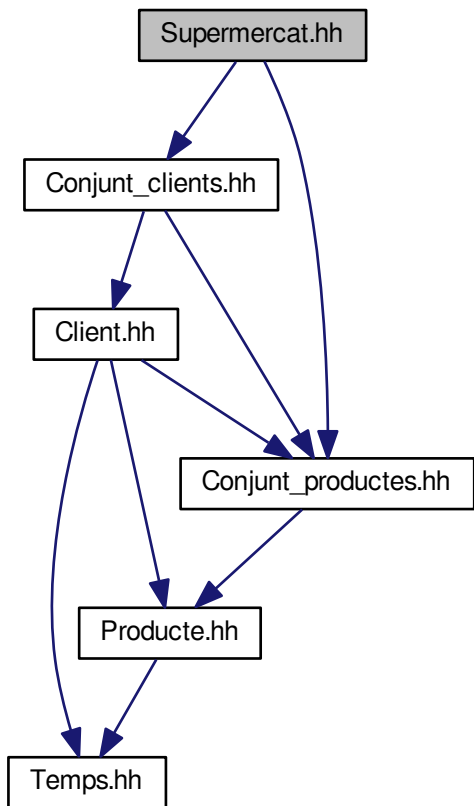 Supermercat.hh
Conjunt_clients.hh
Client.hh
Conjunt_productes.hh
Producte.hh
Temps.hh